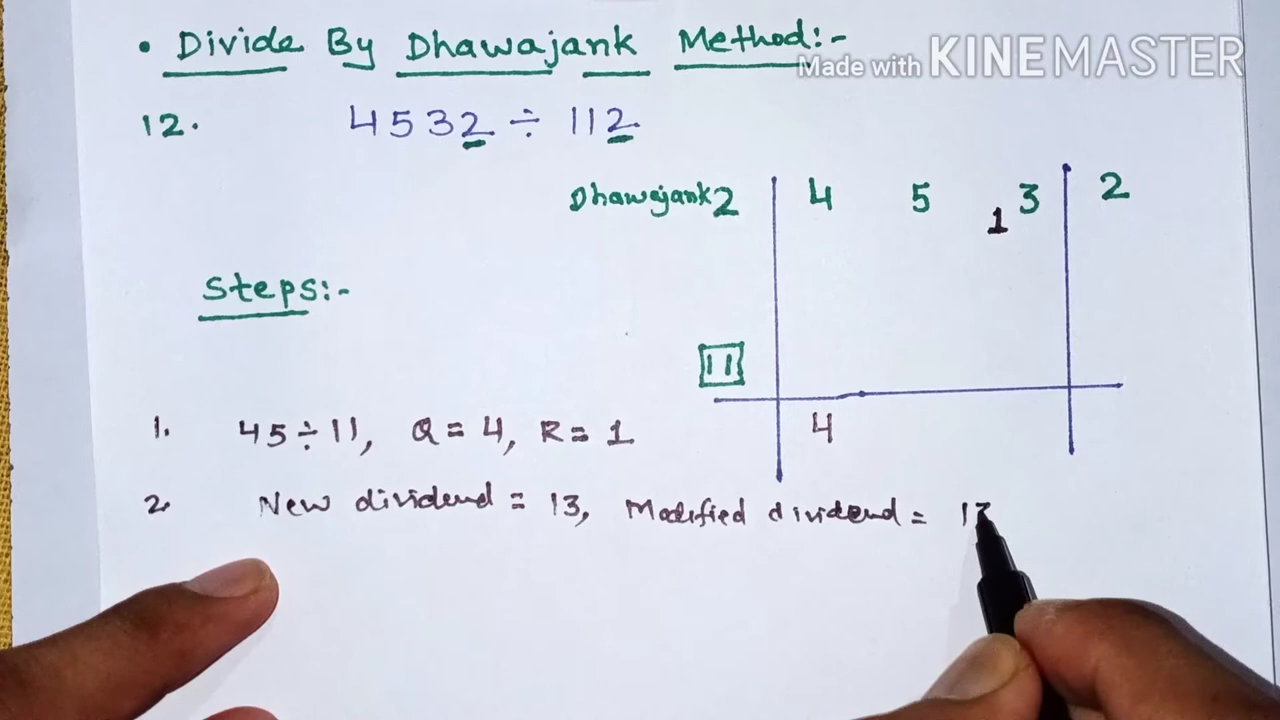 • Divide By Dhawajank Method:-
Made with KINEMASTER
12. 4532 ÷ 112
Dhawajank 2 4 5 1 3 2
Steps:-
11
1. 45÷11, Q = 4, R = 1
4
2. New dividend = 13, Modified dividend = 13